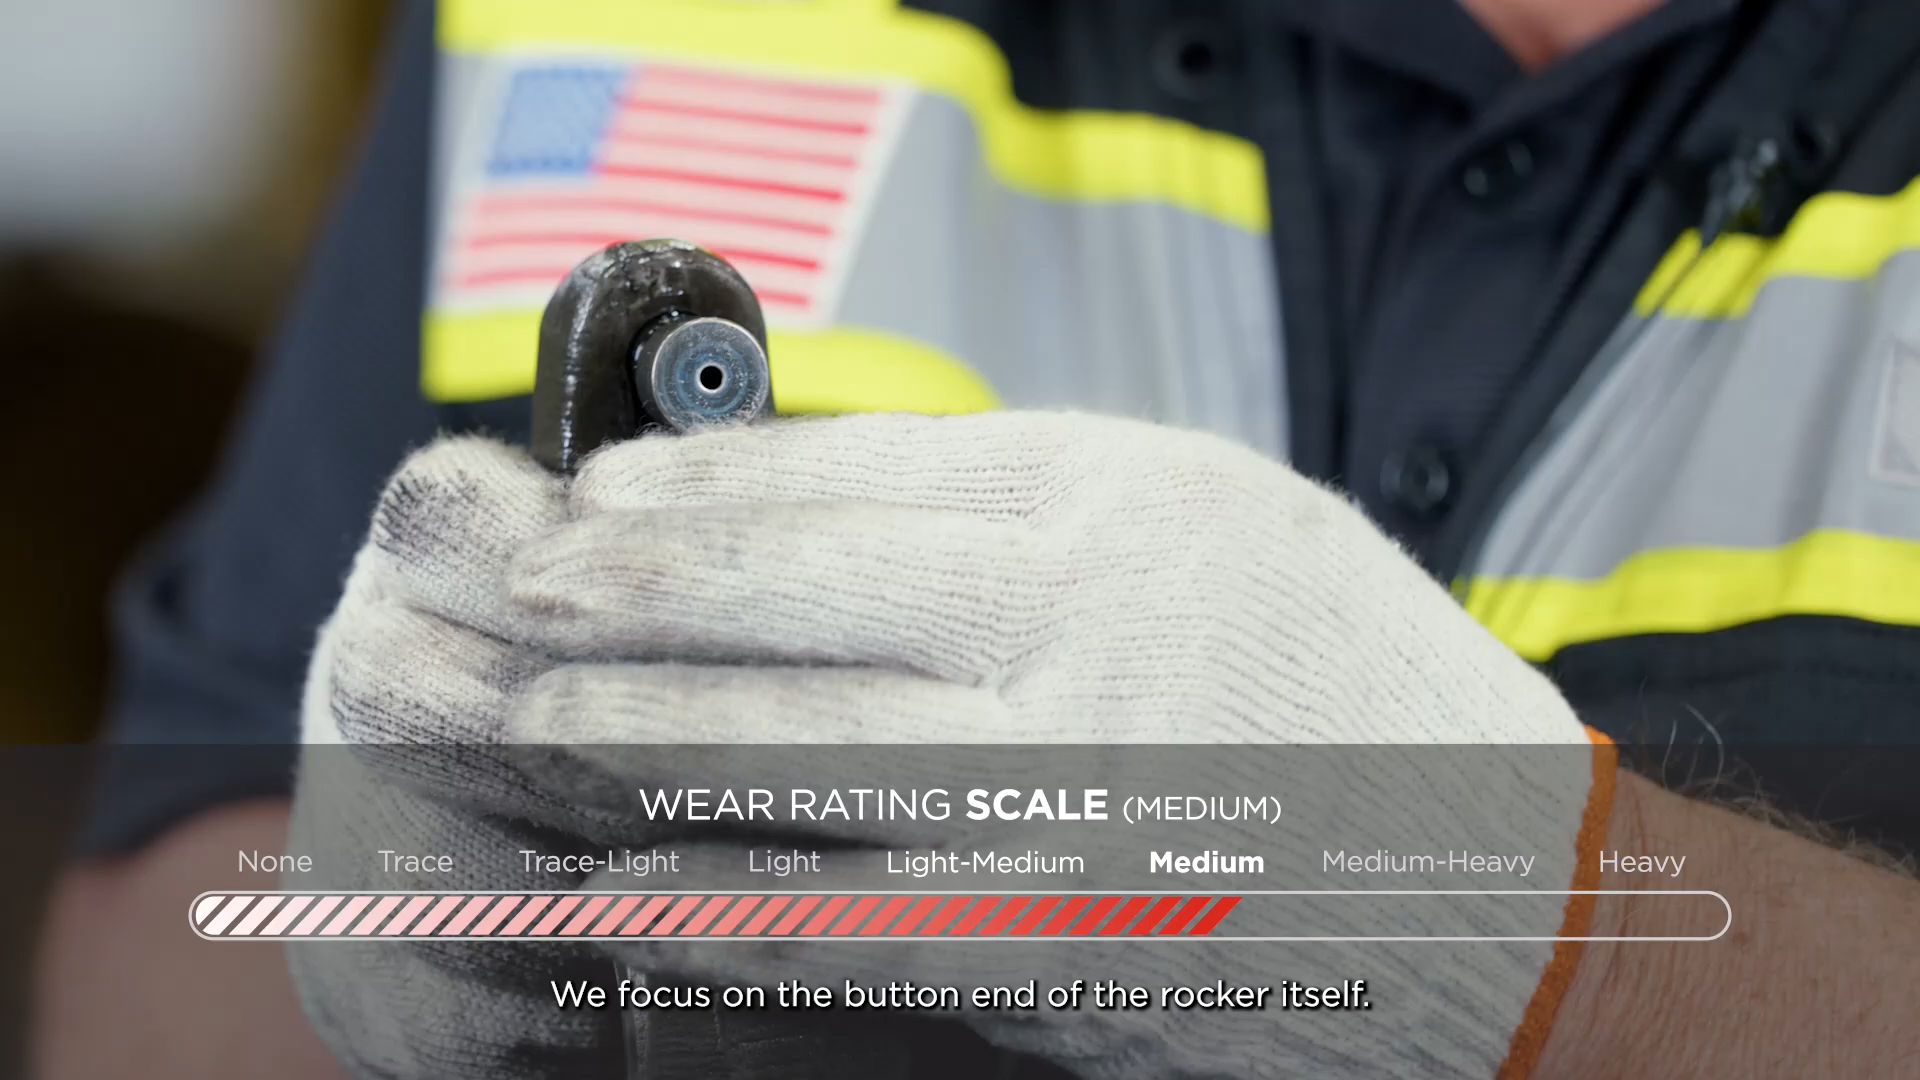 WEAR RATING SCALE (MEDIUM)
None Trace Trace-Light Light Light-Medium Medium Medium-Heavy Heavy
We focus on the button end of the rocker itself.